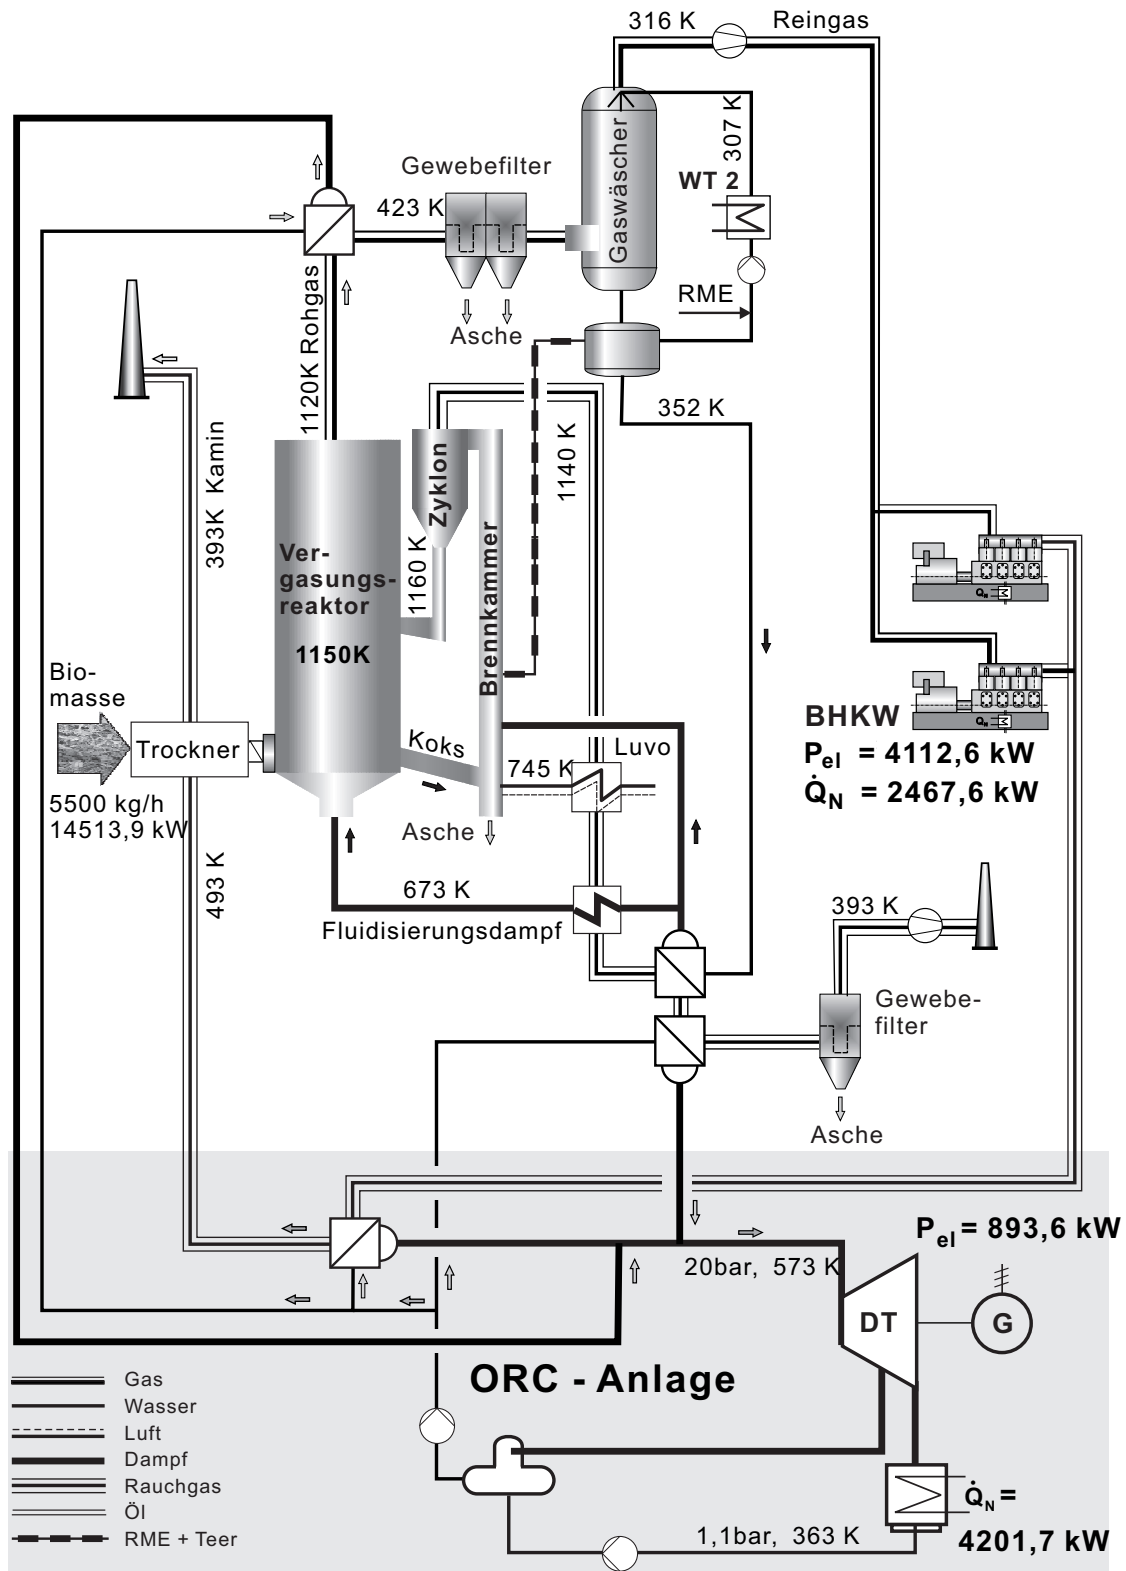 316 K
Reingas
Gaswäscher
307 K
WT 2
Gewebefilter
423 K
RME
Asche
1120K Rohgas
352 K
393K Kamin
Zyklon
1140 K
Ver-
gasungs-
reaktor
1150K
1160 K
Brennkammer
Q̇N
Bio-
masse
Trockner
5500 kg/h
14513,9 kW
Koks
745 K
Luvo
Asche
Q̇N
BHKW
Pel = 4112,6 kW
Q̇N = 2467,6 kW
493 K
673 K
Fluidisierungsdampf
393 K
Gewebe-
filter
Asche
Pel = 893,6 kW
20bar, 573 K
DT
G
ORC - Anlage
Gas
Wasser
Luft
Dampf
Rauchgas
Öl
RME + Teer
Q̇N =
4201,7 kW
1,1bar, 363 K